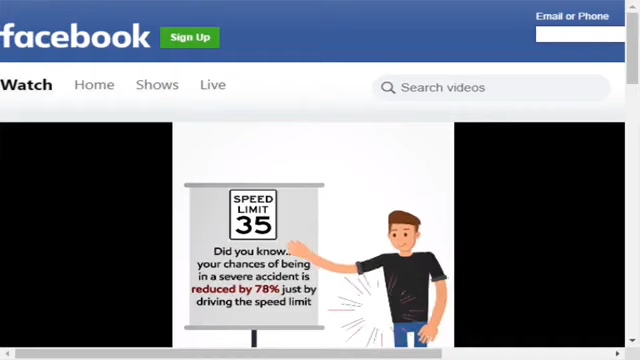 Email or Phone
facebook
Sign Up
Watch Home Shows Live
Search videos
SPEED
LIMIT
35
Did you know..
your chances of being
in a severe accident is
reduced by 78% just by
driving the speed limit